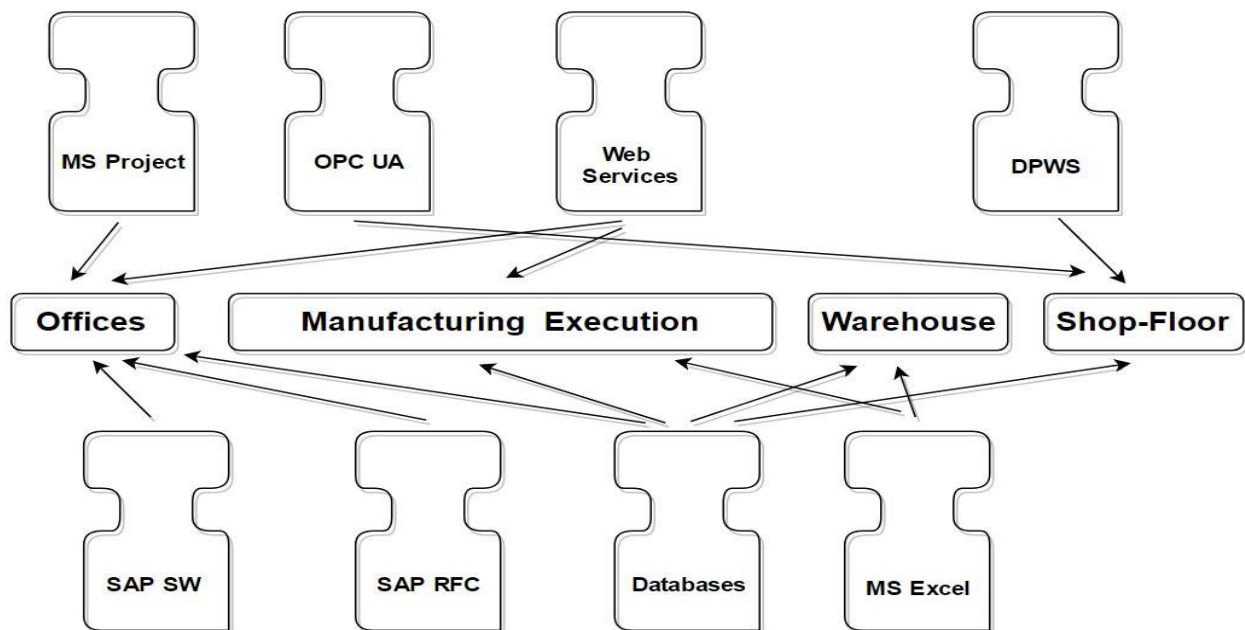 MS Project
OPC UA
Web
Services
DPWS
Offices
Manufacturing Execution
Warehouse
Shop-Floor
SAP SW
SAP RFC
Databases
MS Excel